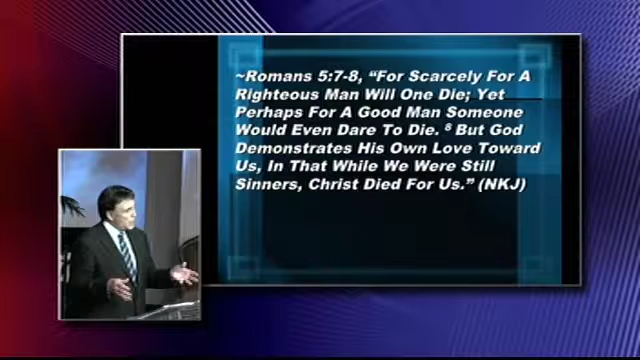 ~Romans 5:7-8, “For Scarcely For A
Righteous Man Will One Die; Yet
Perhaps For A Good Man Someone
Would Even Dare To Die. ⁸ But God
Demonstrates His Own Love Toward
Us, In That While We Were Still
Sinners, Christ Died For Us.” (NKJ)